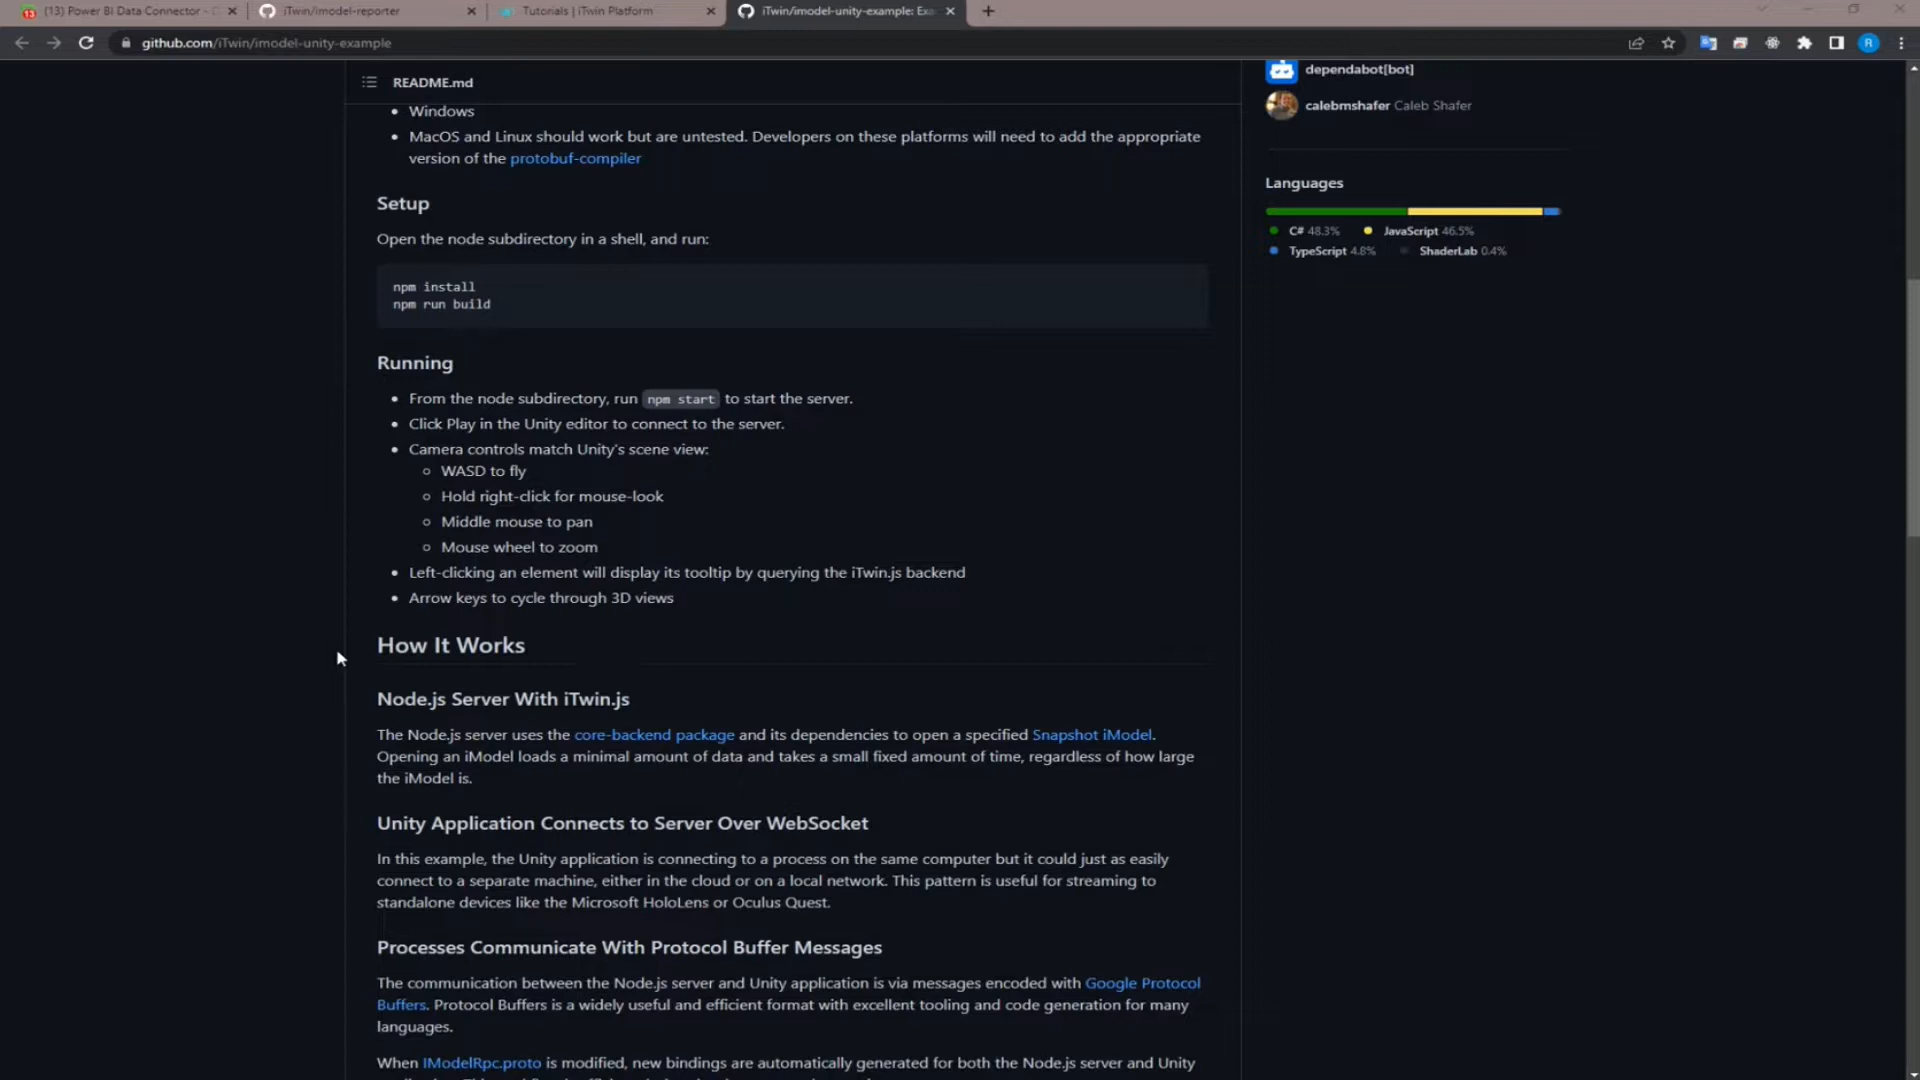 (13) Power BI Data Connector -
iTwin/imodel-reporter
Tutorials | iTwin Platform
iTwin/imodel-unity-example: Exa
github.com/iTwin/imodel-unity-example
R
README.md
Windows
MacOS and Linux should work but are untested. Developers on these platforms will need to add the appropriate
version of the protobuf-compiler
Setup
Open the node subdirectory in a shell, and run:
npm install
npm run build
Running
From the node subdirectory, run npm start to start the server.
Click Play in the Unity editor to connect to the server.
Camera controls match Unity's scene view:
WASD to fly
Hold right-click for mouse-look
Middle mouse to pan
Mouse wheel to zoom
Left-clicking an element will display its tooltip by querying the iTwin.js backend
Arrow keys to cycle through 3D views
How It Works
Node.js Server With iTwin.js
The Node.js server uses the core-backend package and its dependencies to open a specified Snapshot iModel.
Opening an iModel loads a minimal amount of data and takes a small fixed amount of time, regardless of how large
the iModel is.
Unity Application Connects to Server Over WebSocket
In this example, the Unity application is connecting to a process on the same computer but it could just as easily
connect to a separate machine, either in the cloud or on a local network. This pattern is useful for streaming to
standalone devices like the Microsoft HoloLens or Oculus Quest.
Processes Communicate With Protocol Buffer Messages
The communication between the Node.js server and Unity application is via messages encoded with Google Protocol
Buffers. Protocol Buffers is a widely useful and efficient format with excellent tooling and code generation for many
languages.
When IModelRpc.proto is modified, new bindings are automatically generated for both the Node.js server and Unity
dependabot[bot]
calebmshafer Caleb Shafer
Languages
C# 48.3% JavaScript 46.5%
TypeScript 4.8% ShaderLab 0.4%